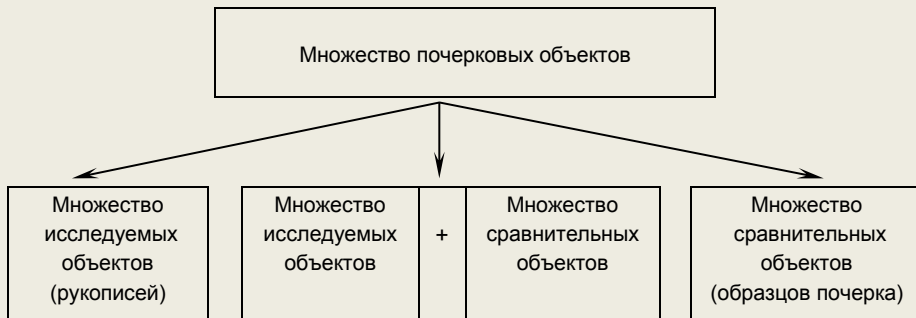 Множество почерковых объектов
Множество
исследуемых
объектов
(рукописей)
Множество
исследуемых
объектов
+
Множество
сравнительных
объектов
Множество
сравнительных
объектов
(образцов почерка)